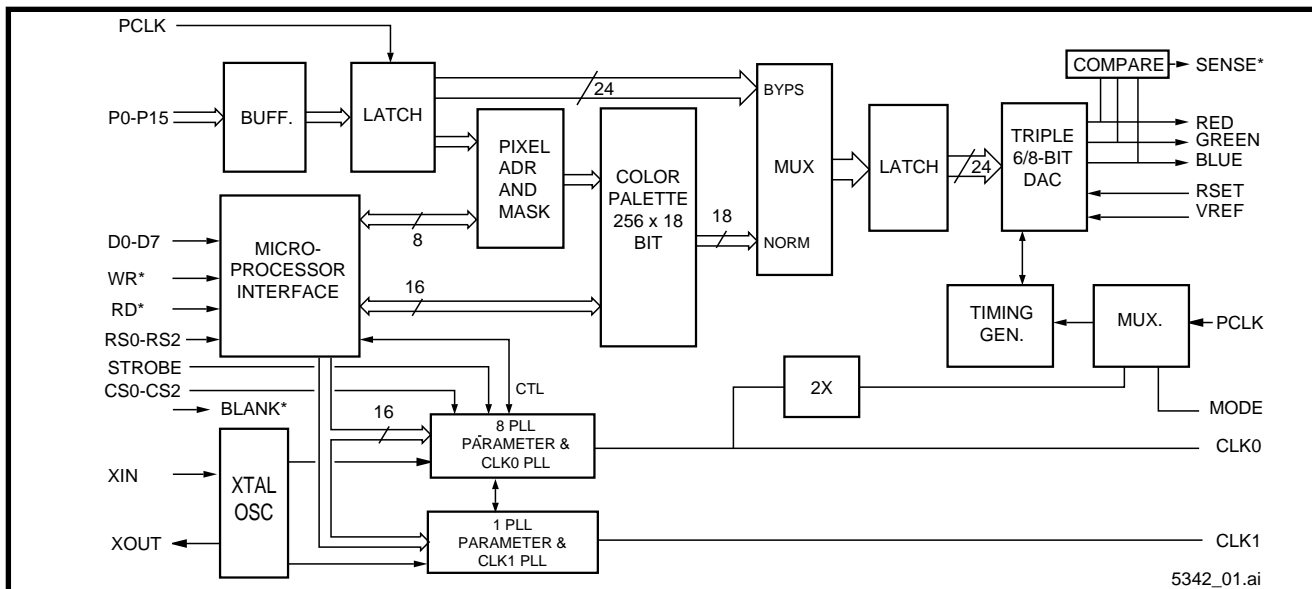 PCLK
COMPARE
SENSE*
P0-P15
BUFF.
LATCH
24
BYPS
MUX
NORM
LATCH
24
TRIPLE
6/8-BIT
DAC
RED
GREEN
BLUE
RSET
VREF
PIXEL
ADR
AND
MASK
COLOR
PALETTE
256 x 18
BIT
18
8
16
D0-D7
WR*
RD*
RS0-RS2
MICRO-
PROCESSOR
INTERFACE
TIMING
GEN.
MUX.
PCLK
STROBE
CS0-CS2
BLANK*
CTL
2X
MODE
16
8 PLL
PARAMETER &
CLK0 PLL
CLK0
XIN
XTAL
OSC
XOUT
1 PLL
PARAMETER &
CLK1 PLL
CLK1
5342_01.ai